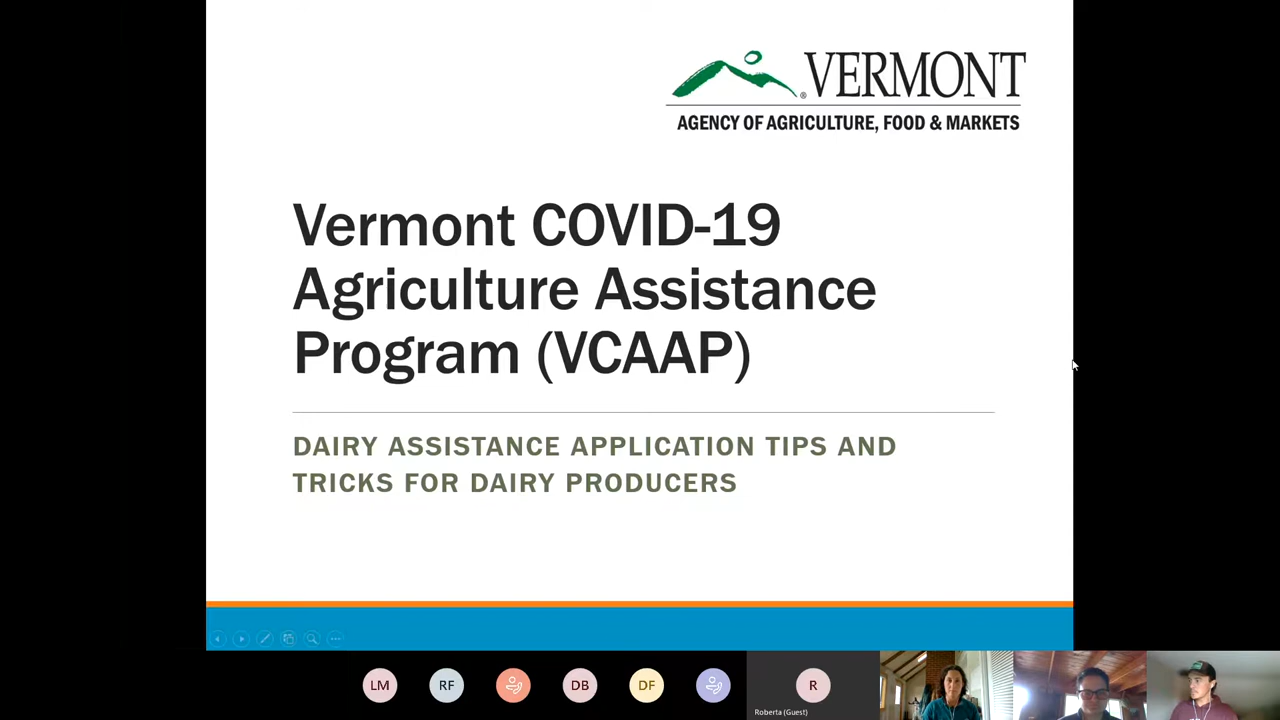 VERMONT
AGENCY OF AGRICULTURE, FOOD & MARKETS
Vermont COVID-19
Agriculture Assistance
Program (VCAAP)
DAIRY ASSISTANCE APPLICATION TIPS AND
TRICKS FOR DAIRY PRODUCERS
LM RF DB DF R
Roberta (Guest)